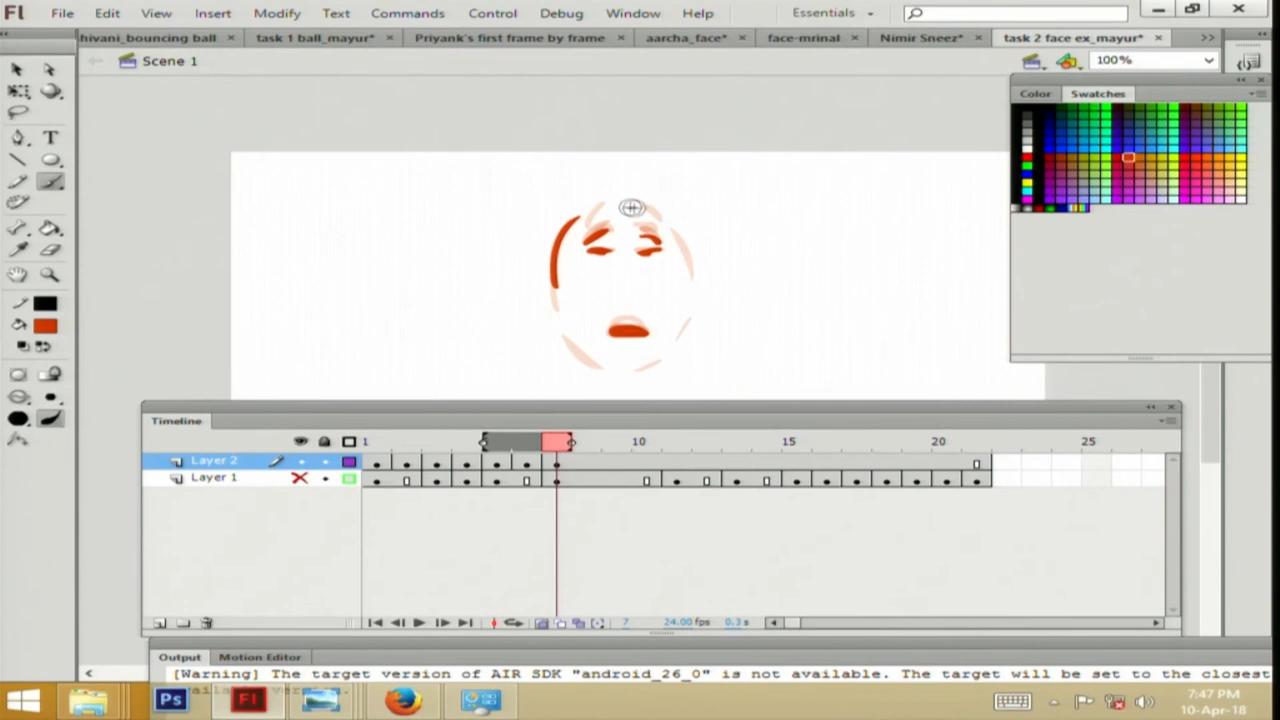 Fl File Edit View Insert Modify Text Commands Control Debug Window Help Essentials
hivani_bouncing ball × task 1 ball_mayur* × Priyank's first frame by frame × aarcha_face* × face-mrinal × Nimir Sneez* × task 2 face ex_mayur* × >>
Scene 1 100%
Color Swatches
Timeline
1 10 15 20 25
Layer 2
Layer 1
7 24.00 fps 0.3 s
Output Motion Editor
[Warning] The target version of AIR SDK "android_26_0" is not available. The target will be set to the closest
Ps Fl
7:47 PM
10-Apr-18